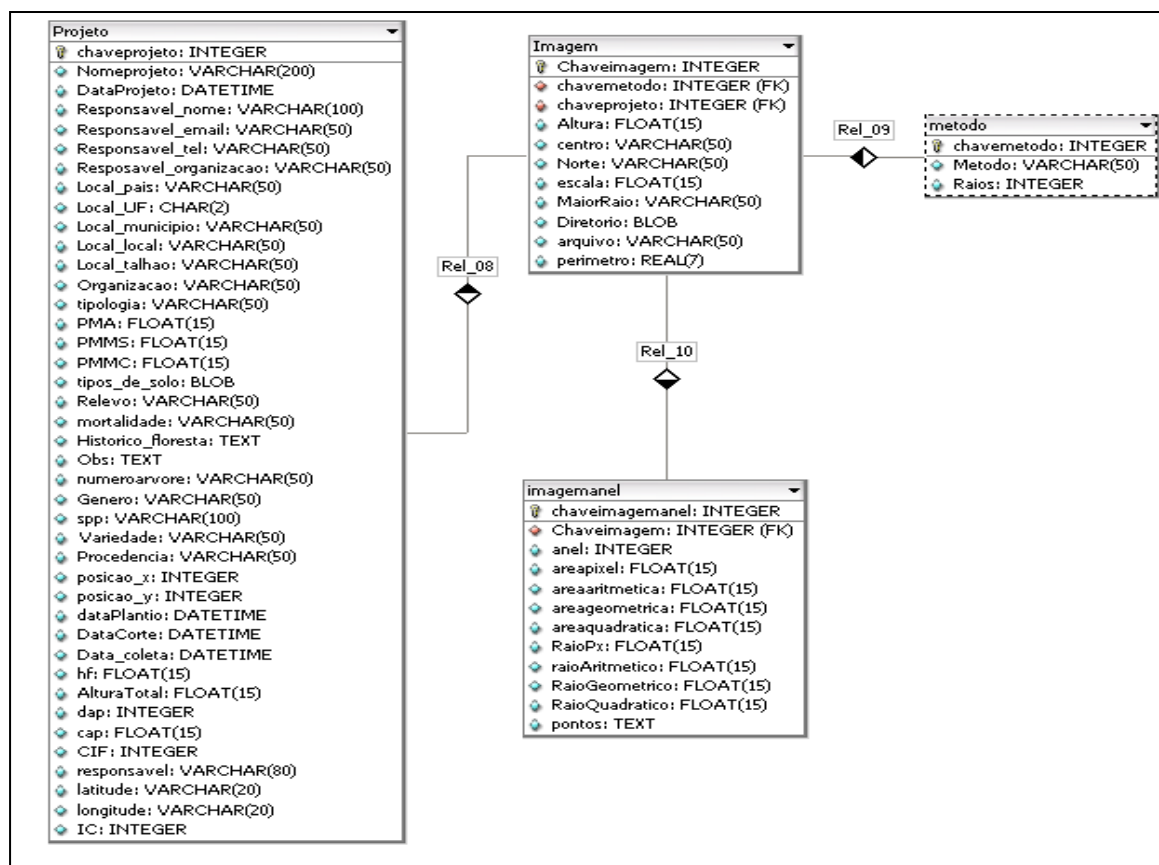 Projeto
chaveprojeto: INTEGER
Nomeprojeto: VARCHAR(200)
DataProjeto: DATETIME
Responsavel_nome: VARCHAR(100)
Responsavel_email: VARCHAR(50)
Responsavel_tel: VARCHAR(50)
Resposavel_organizacao: VARCHAR(50)
Local_pais: VARCHAR(50)
Local_UF: CHAR(2)
Local_municipio: VARCHAR(50)
Local_local: VARCHAR(50)
Local_talhao: VARCHAR(50)
Organizacao: VARCHAR(50)
tipologia: VARCHAR(50)
PMA: FLOAT(15)
PMMS: FLOAT(15)
PMMC: FLOAT(15)
tipos_de_solo: BLOB
Relevo: VARCHAR(50)
mortalidade: VARCHAR(50)
Historico_floresta: TEXT
Obs: TEXT
numeroarvore: VARCHAR(50)
Genero: VARCHAR(50)
spp: VARCHAR(100)
Variedade: VARCHAR(50)
Procedencia: VARCHAR(50)
posicao_x: INTEGER
posicao_y: INTEGER
dataPlantio: DATETIME
DataCorte: DATETIME
Data_coleta: DATETIME
hf: FLOAT(15)
AlturaTotal: FLOAT(15)
dap: INTEGER
cap: FLOAT(15)
CIF: INTEGER
responsavel: VARCHAR(80)
latitude: VARCHAR(20)
longitude: VARCHAR(20)
IC: INTEGER
Rel_08
Imagem
Chaveimagem: INTEGER
chavemetodo: INTEGER (FK)
chaveprojeto: INTEGER (FK)
Altura: FLOAT(15)
centro: VARCHAR(50)
Norte: VARCHAR(50)
escala: FLOAT(15)
MaiorRaio: VARCHAR(50)
Diretorio: BLOB
arquivo: VARCHAR(50)
perimetro: REAL(7)
Rel_09
metodo
chavemetodo: INTEGER
Metodo: VARCHAR(50)
Raios: INTEGER
Rel_10
imagemanel
chaveimagemanel: INTEGER
Chaveimagem: INTEGER (FK)
anel: INTEGER
areapixel: FLOAT(15)
areaaritmetica: FLOAT(15)
areageometrica: FLOAT(15)
areaquadratica: FLOAT(15)
RaioPx: FLOAT(15)
raioAritmetico: FLOAT(15)
RaioGeometrico: FLOAT(15)
RaioQuadratico: FLOAT(15)
pontos: TEXT